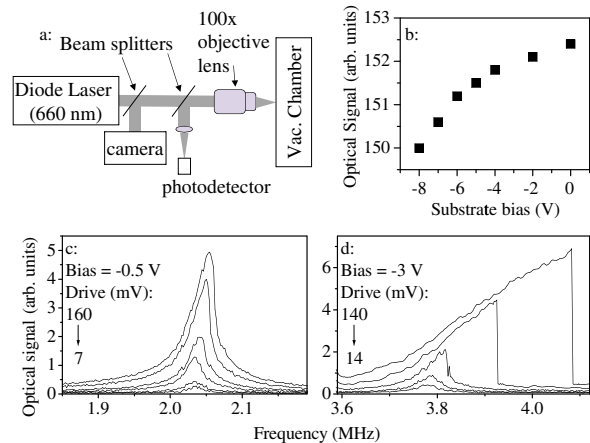 a:
Beam splitters
100x
objective
lens
Diode Laser
(660 nm)
camera
photodetector
Vac. Chamber
b:
Optical Signal (arb. units)
153
152
151
150
-8 -6 -4 -2 0
Substrate bias (V)
c:
Bias = -0.5 V
Drive (mV):
160
7
Optical signal (arb. units)
5
4
3
2
1
0
1.9 2.0 2.1
d:
Bias = -3 V
Drive (mV):
140
14
6
4
2
0
3.6 3.8 4.0
Frequency (MHz)